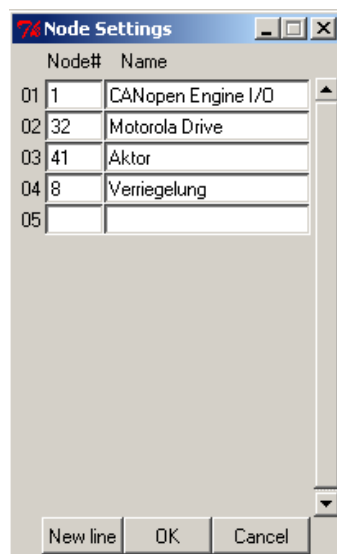 Node Settings
Node# Name
01 1 CANopen Engine I/O
02 32 Motorola Drive
03 41 Aktor
04 8 Verriegelung
05
New line OK Cancel